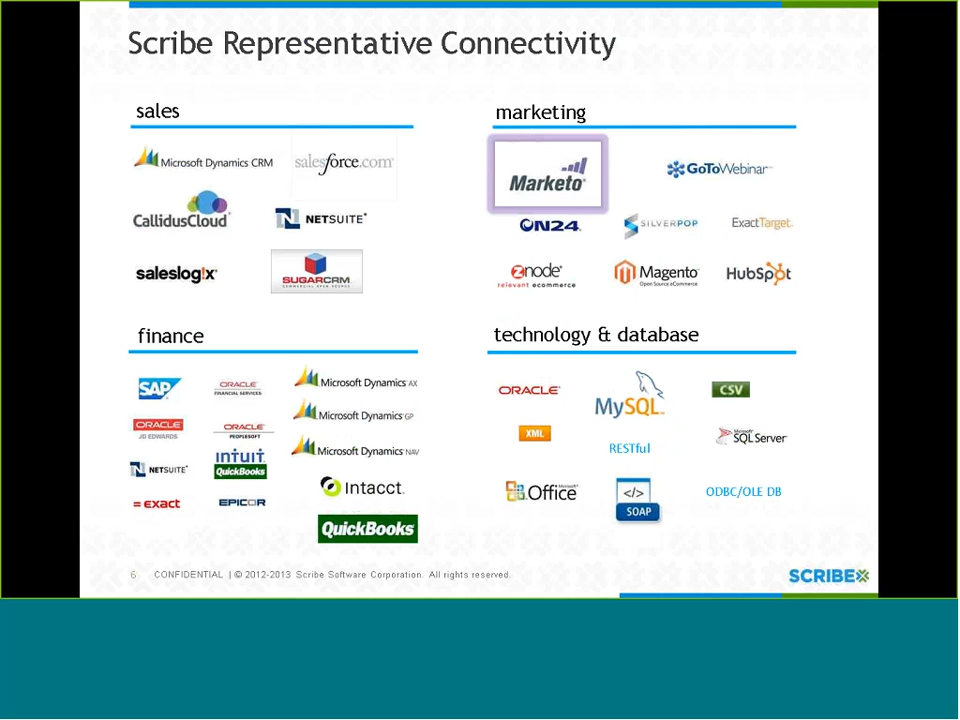 Scribe Representative Connectivity
sales
Microsoft Dynamics CRM
salesforce.com
CALLIDUSCLOUD
NETSUITE
saleslog!x
SUGARCRM
COMMERCIAL OPEN SOURCE
marketing
Marketo
GoToWebinar
ON24
SILVERPOP
ExactTarget.
znode
relevant ecommerce
Magento
Open Source eCommerce
HubSpot
finance
SAP
ORACLE
FINANCIAL SERVICES
Microsoft Dynamics AX
ORACLE
JD EDWARDS
ORACLE
PEOPLESOFT
Microsoft Dynamics GP
NETSUITE
INTUIT
QuickBooks
Microsoft Dynamics NAV
EXACT
EPICOR
Intacct.
QuickBooks
technology & database
ORACLE
MySQL
CSV
XML
RESTful
Microsoft
SQL Server
Microsoft
Office
</>
SOAP
ODBC/OLE DB
6 CONFIDENTIAL | © 2012-2013 Scribe Software Corporation. All rights reserved.
SCRIBE